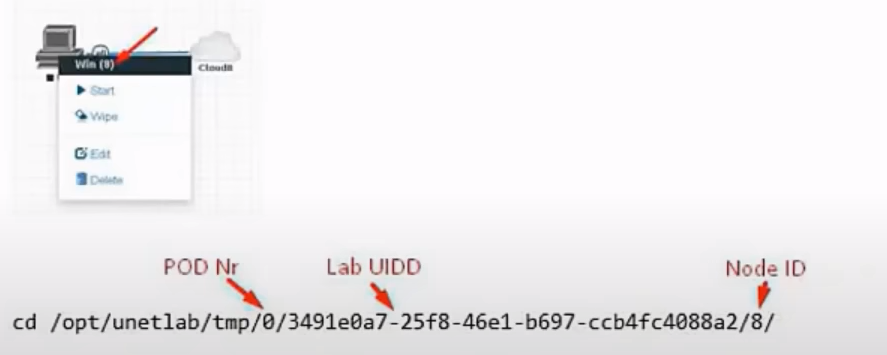 Win (8)
Cloud8
Start
Wipe
Edit
Delete
POD Nr
Lab UIDD
Node ID
cd /opt/unetlab/tmp/0/3491e0a7-25f8-46e1-b697-ccb4fc4088a2/8/